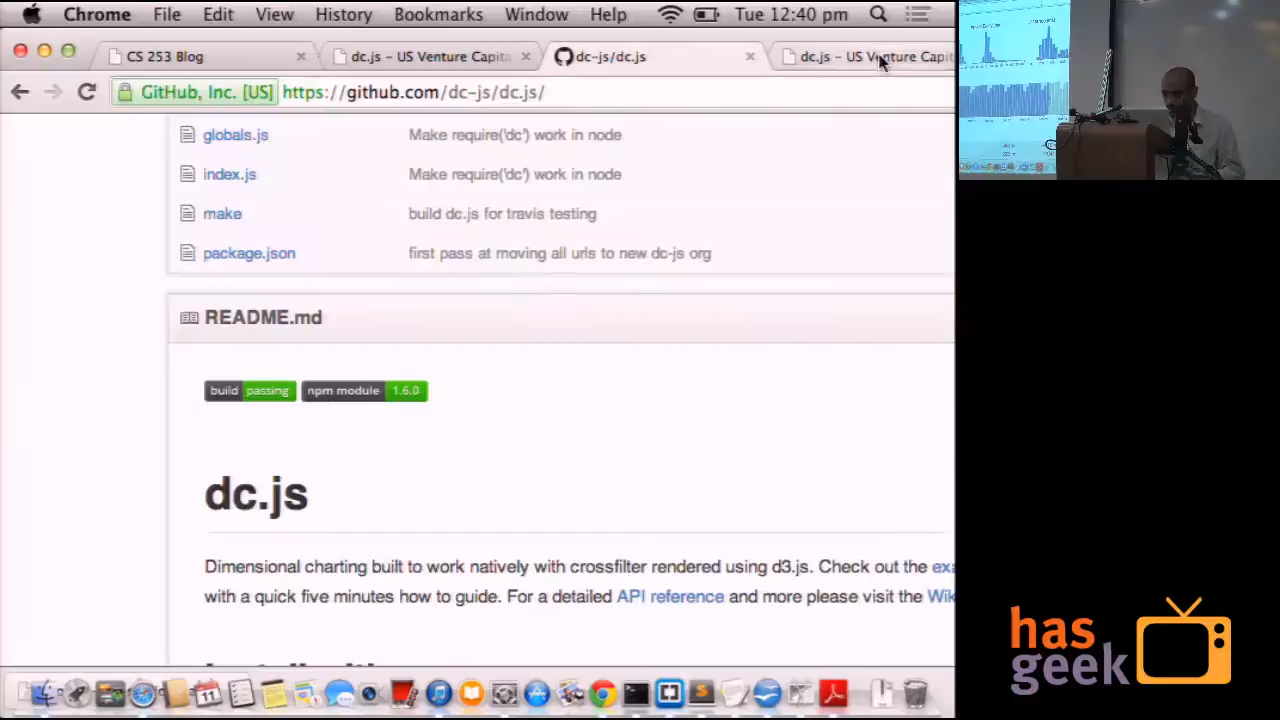 Chrome File Edit View History Bookmarks Window Help Tue 12:40 pm
CS 253 Blog
dc.js – US Venture Capita
dc-js/dc.js
dc.js – US Venture Capit
GitHub, Inc. [US] https://github.com/dc-js/dc.js/
globals.js Make require('dc') work in node
index.js Make require('dc') work in node
make build dc.js for travis testing
package.json first pass at moving all urls to new dc-js org
README.md
build passing npm module 1.6.0
dc.js
Dimensional charting built to work natively with crossfilter rendered using d3.js. Check out the exa
with a quick five minutes how to guide. For a detailed API reference and more please visit the Wik
has
geek